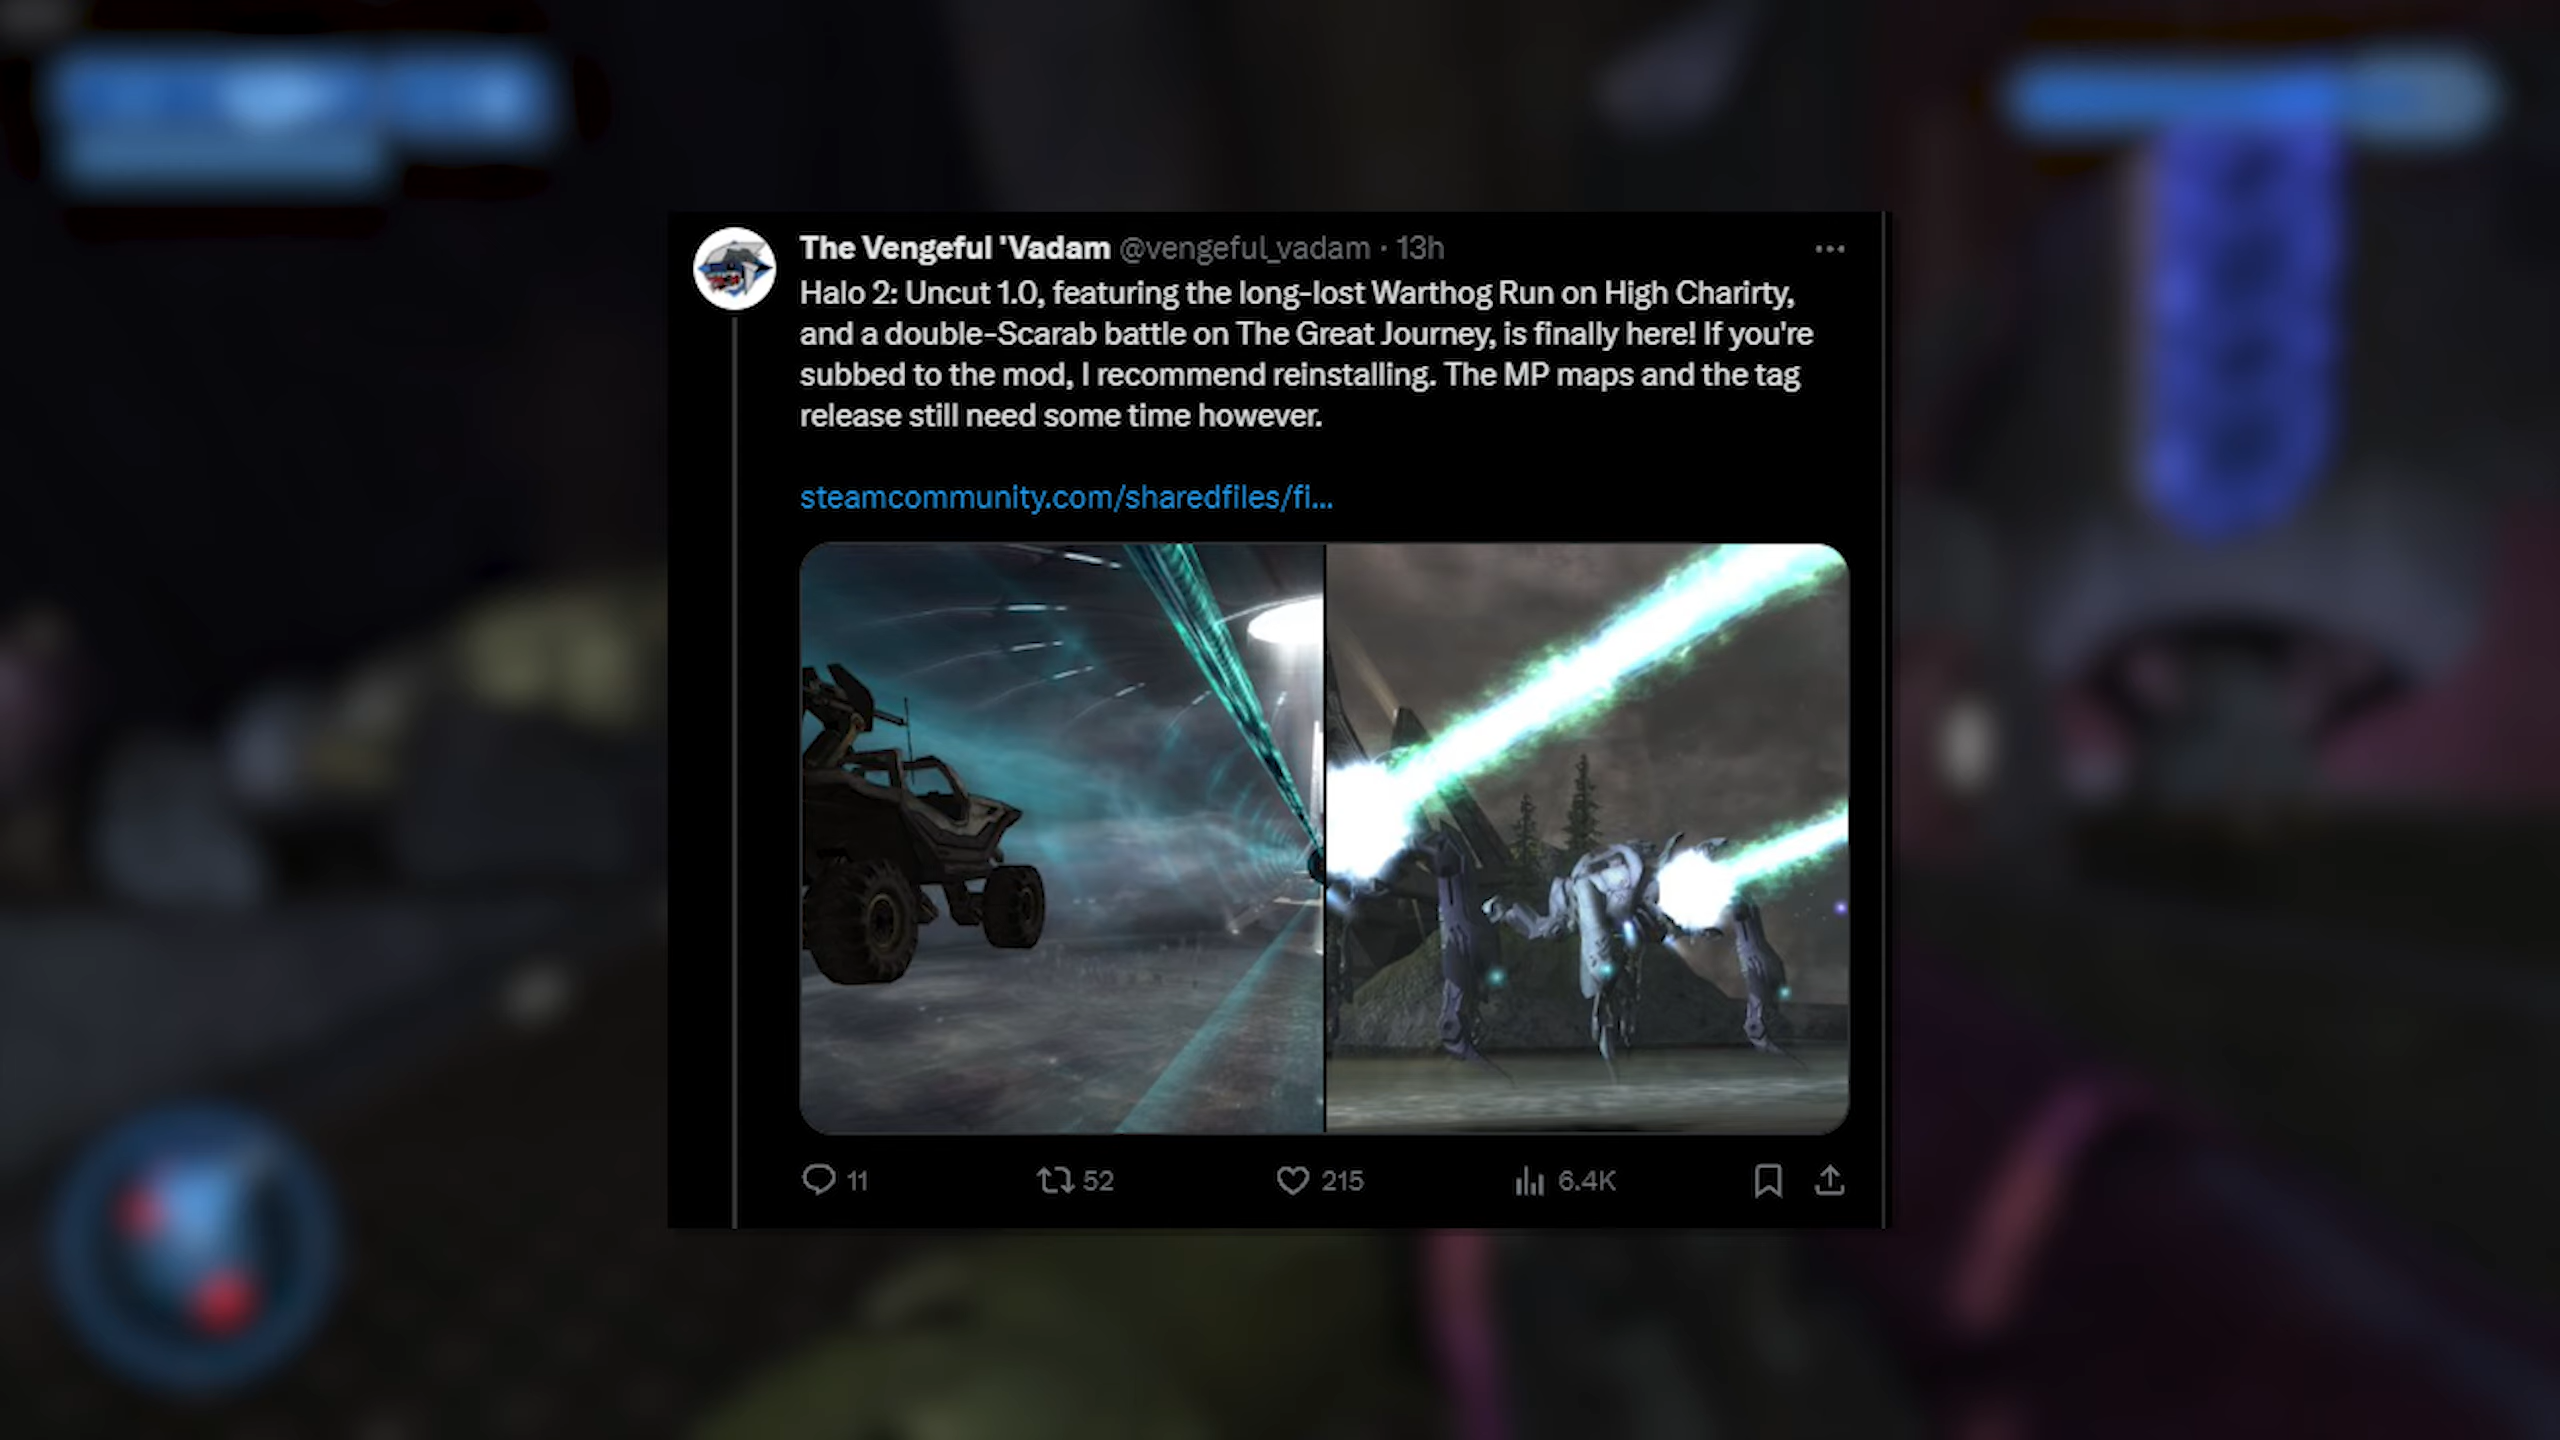 The Vengeful 'Vadam @vengeful_vadam · 13h
Halo 2: Uncut 1.0, featuring the long-lost Warthog Run on High Charirty,
and a double-Scarab battle on The Great Journey, is finally here! If you're
subbed to the mod, I recommend reinstalling. The MP maps and the tag
release still need some time however.
steamcommunity.com/sharedfiles/fi...
11 52 215 6.4K